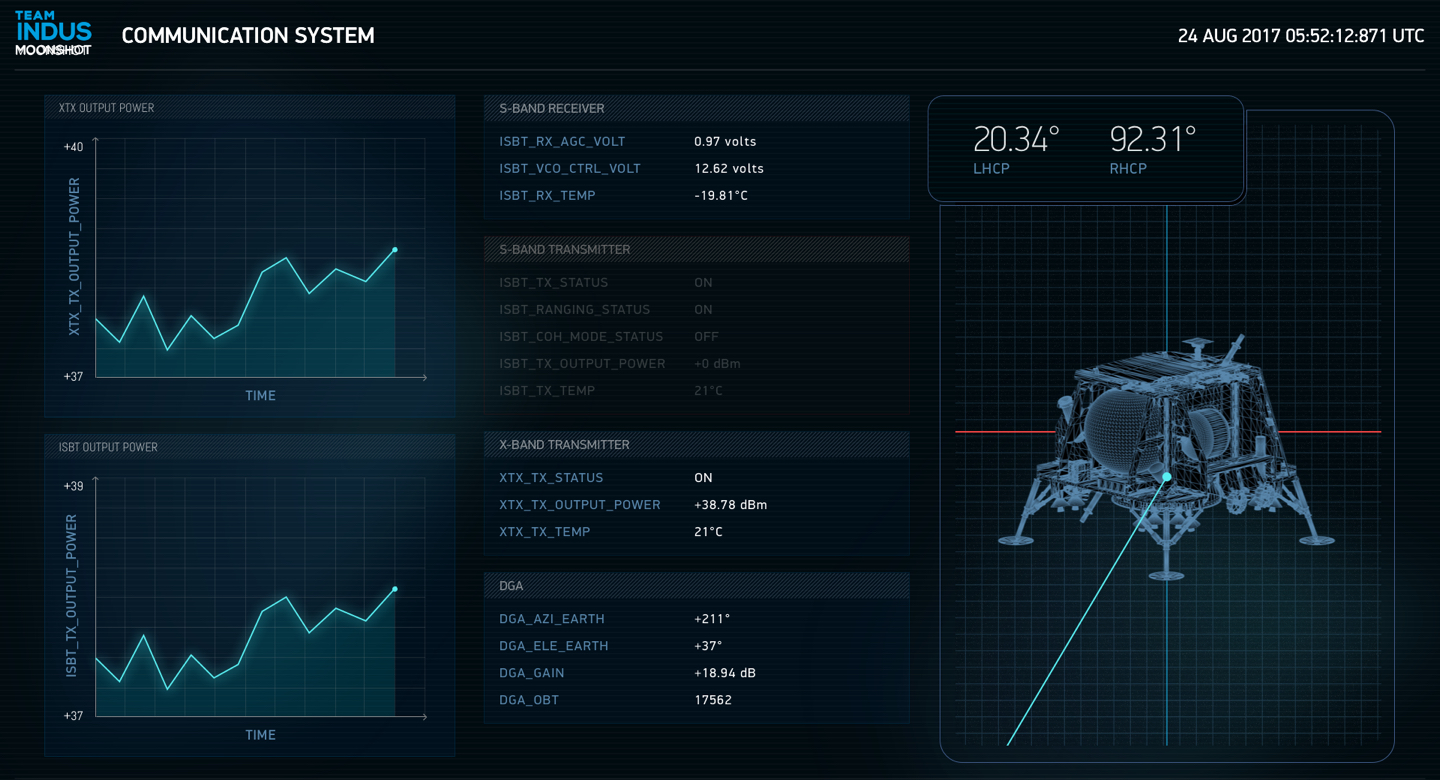 TEAM
INDUS
MOONSHOT
COMMUNICATION SYSTEM
24 AUG 2017 05:52:12:871 UTC
XTX OUTPUT POWER
+40
XTX_TX_OUTPUT_POWER
+37
TIME
ISBT OUTPUT POWER
+39
ISBT_TX_OUTPUT_POWER
+37
TIME
S-BAND RECEIVER
ISBT_RX_AGC_VOLT 0.97 volts
ISBT_VCO_CTRL_VOLT 12.62 volts
ISBT_RX_TEMP -19.81°C
S-BAND TRANSMITTER
ISBT_TX_STATUS ON
ISBT_RANGING_STATUS ON
ISBT_COH_MODE_STATUS OFF
ISBT_TX_OUTPUT_POWER +0 dBm
ISBT_TX_TEMP 21°C
X-BAND TRANSMITTER
XTX_TX_STATUS ON
XTX_TX_OUTPUT_POWER +38.78 dBm
XTX_TX_TEMP 21°C
DGA
DGA_AZI_EARTH +211°
DGA_ELE_EARTH +37°
DGA_GAIN +18.94 dB
DGA_OBT 17562
20.34° 92.31°
LHCP RHCP